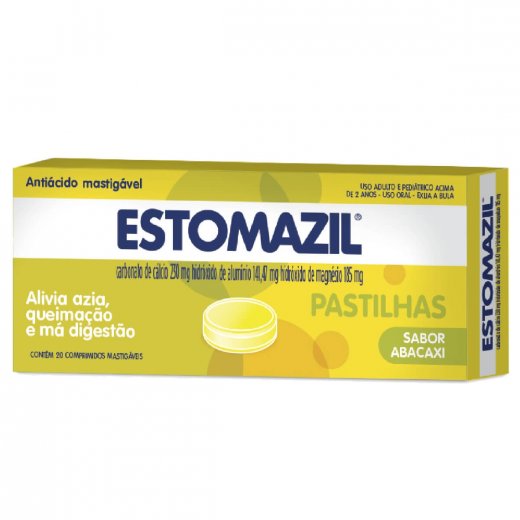 Antiácido mastigável
USO ADULTO E PEDIÁTRICO ACIMA
DE 2 ANOS - USO ORAL - EXIJA A BULA
ESTOMAZIL®
carbonato de cálcio 230 mg hidróxido de alumínio 141,47 mg hidróxido de magnésio 185 mg
Alivia azia,
queimação
e má digestão
PASTILHAS
SABOR
ABACAXI
CONTÉM 20 COMPRIMIDOS MASTIGÁVEIS
ESTOMAZIL